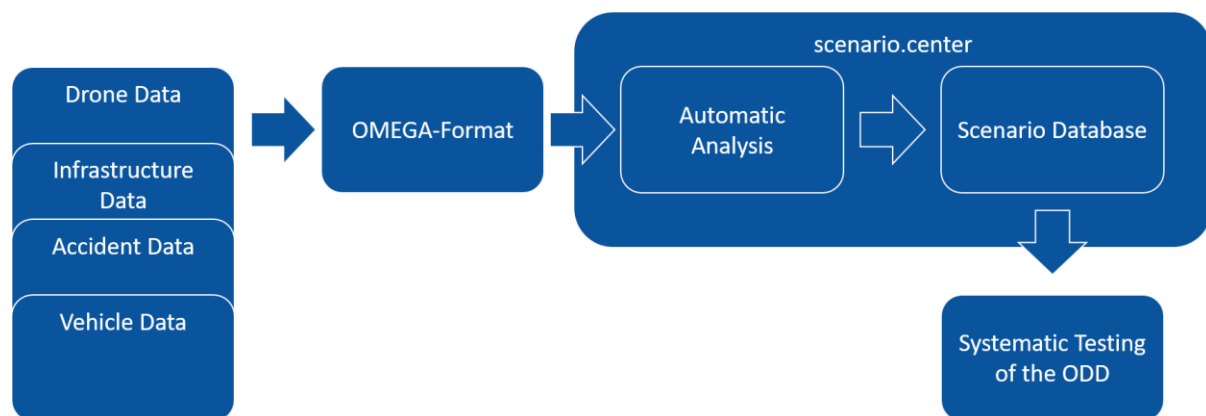 Drone Data
Infrastructure
Data
Accident Data
Vehicle Data
OMEGA-Format
scenario.center
Automatic
Analysis
Scenario Database
Systematic Testing
of the ODD